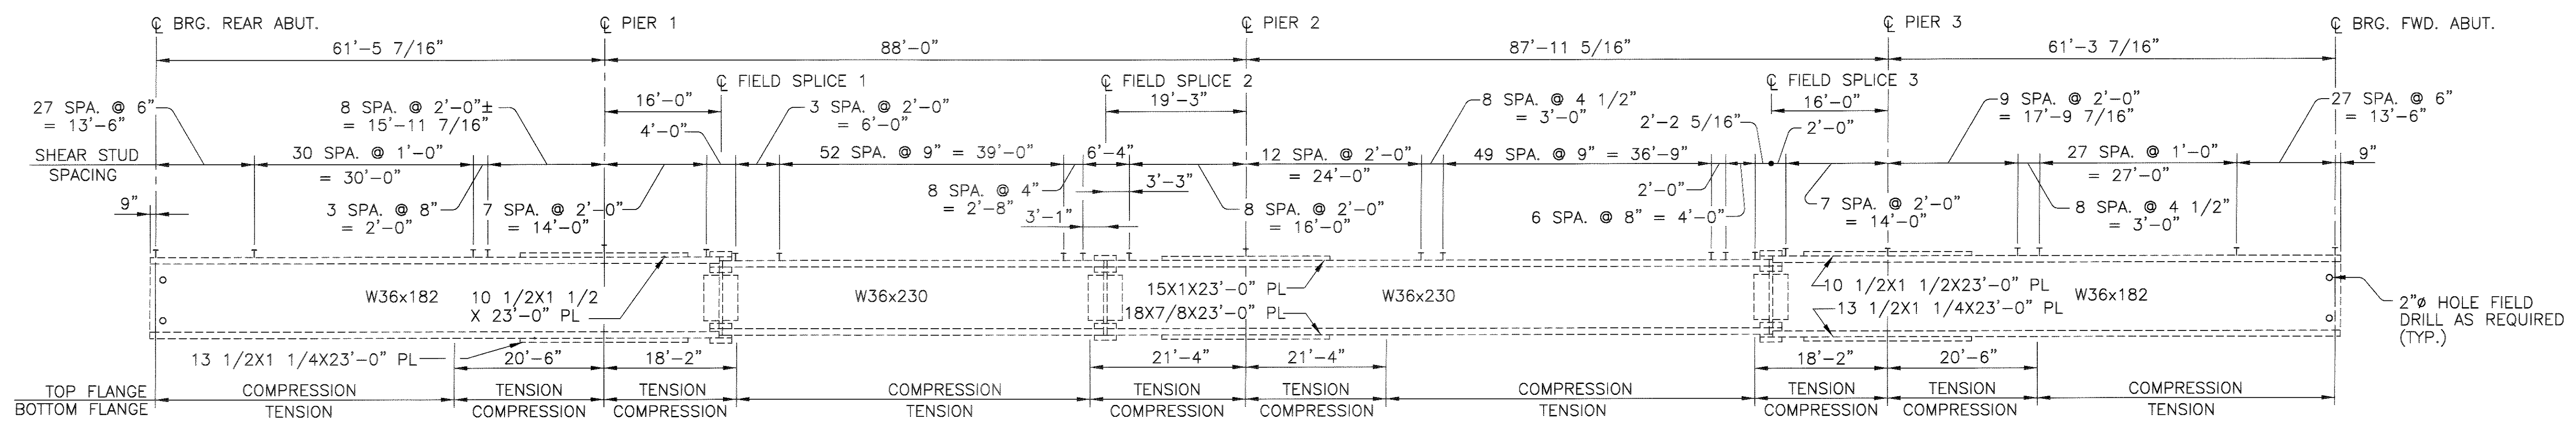 ℄ BRG. REAR ABUT.
℄ PIER 1
℄ PIER 2
℄ PIER 3
℄ BRG. FWD. ABUT.
61'-5 7/16"
88'-0"
87'-11 5/16"
61'-3 7/16"
℄ FIELD SPLICE 1
℄ FIELD SPLICE 2
℄ FIELD SPLICE 3
16'-0"
19'-3"
16'-0"
27 SPA. @ 6"
= 13'-6"
8 SPA. @ 2'-0"±
= 15'-11 7/16"
4'-0"
3 SPA. @ 2'-0"
= 6'-0"
8 SPA. @ 4 1/2"
= 3'-0"
2'-2 5/16"
2'-0"
9 SPA. @ 2'-0"
= 17'-9 7/16"
27 SPA. @ 6"
= 13'-6"
SHEAR STUD
SPACING
30 SPA. @ 1'-0"
= 30'-0"
52 SPA. @ 9" = 39'-0"
6'-4"
12 SPA. @ 2'-0"
= 24'-0"
49 SPA. @ 9" = 36'-9"
27 SPA. @ 1'-0"
= 27'-0"
9"
9"
3 SPA. @ 8"
= 2'-0"
7 SPA. @ 2'-0"
= 14'-0"
8 SPA. @ 4"
= 2'-8"
3'-3"
3'-1"
8 SPA. @ 2'-0"
= 16'-0"
2'-0"
6 SPA. @ 8" = 4'-0"
7 SPA. @ 2'-0"
= 14'-0"
8 SPA. @ 4 1/2"
= 3'-0"
W36x182
10 1/2X1 1/2
X 23'-0" PL
W36x230
15X1X23'-0" PL
18X7/8X23'-0" PL
W36x230
10 1/2X1 1/2X23'-0" PL
13 1/2X1 1/4X23'-0" PL
W36x182
2"ø HOLE FIELD
DRILL AS REQUIRED
(TYP.)
13 1/2X1 1/4X23'-0" PL
20'-6"
18'-2"
21'-4"
21'-4"
18'-2"
20'-6"
TOP FLANGE
COMPRESSION
TENSION
TENSION
COMPRESSION
TENSION
TENSION
COMPRESSION
TENSION
TENSION
COMPRESSION
BOTTOM FLANGE
TENSION
COMPRESSION
COMPRESSION
TENSION
COMPRESSION
COMPRESSION
TENSION
COMPRESSION
COMPRESSION
TENSION